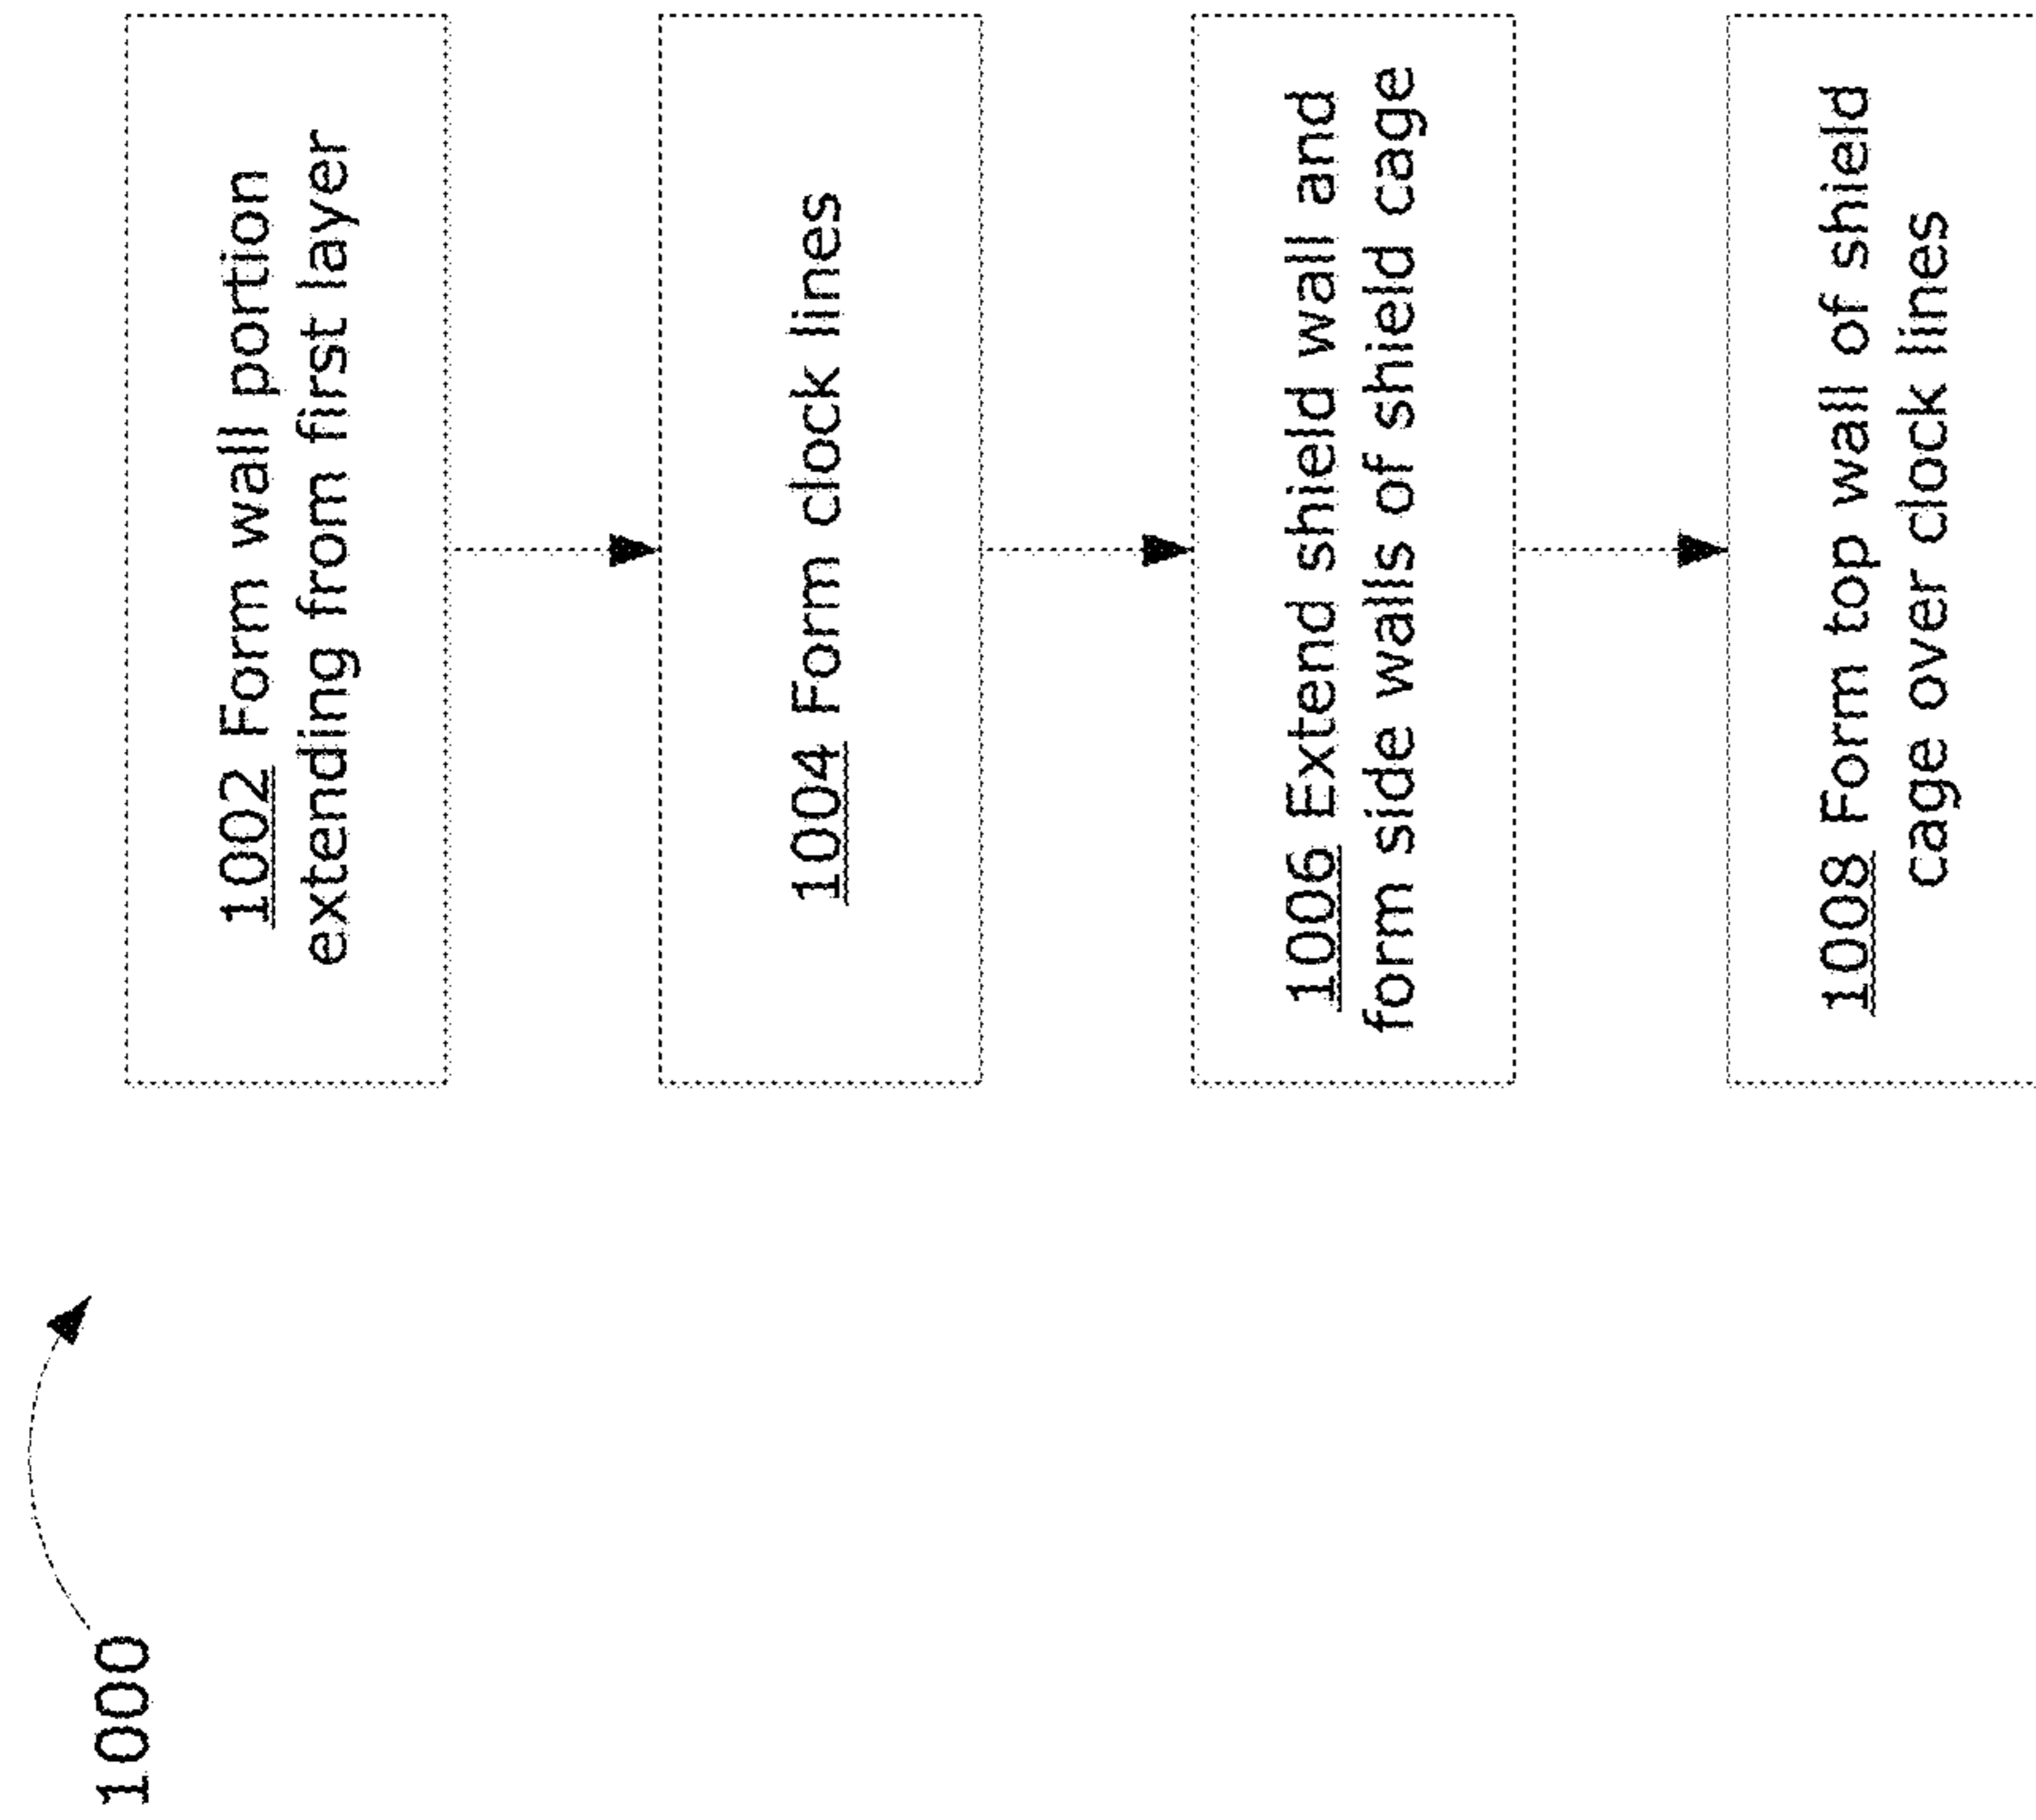 1000
1002 Form wall portion
extending from first layer
1004 Form clock lines
1006 Extend shield wall and
form side walls of shield cage
1008 Form top wall of shield
cage over clock lines